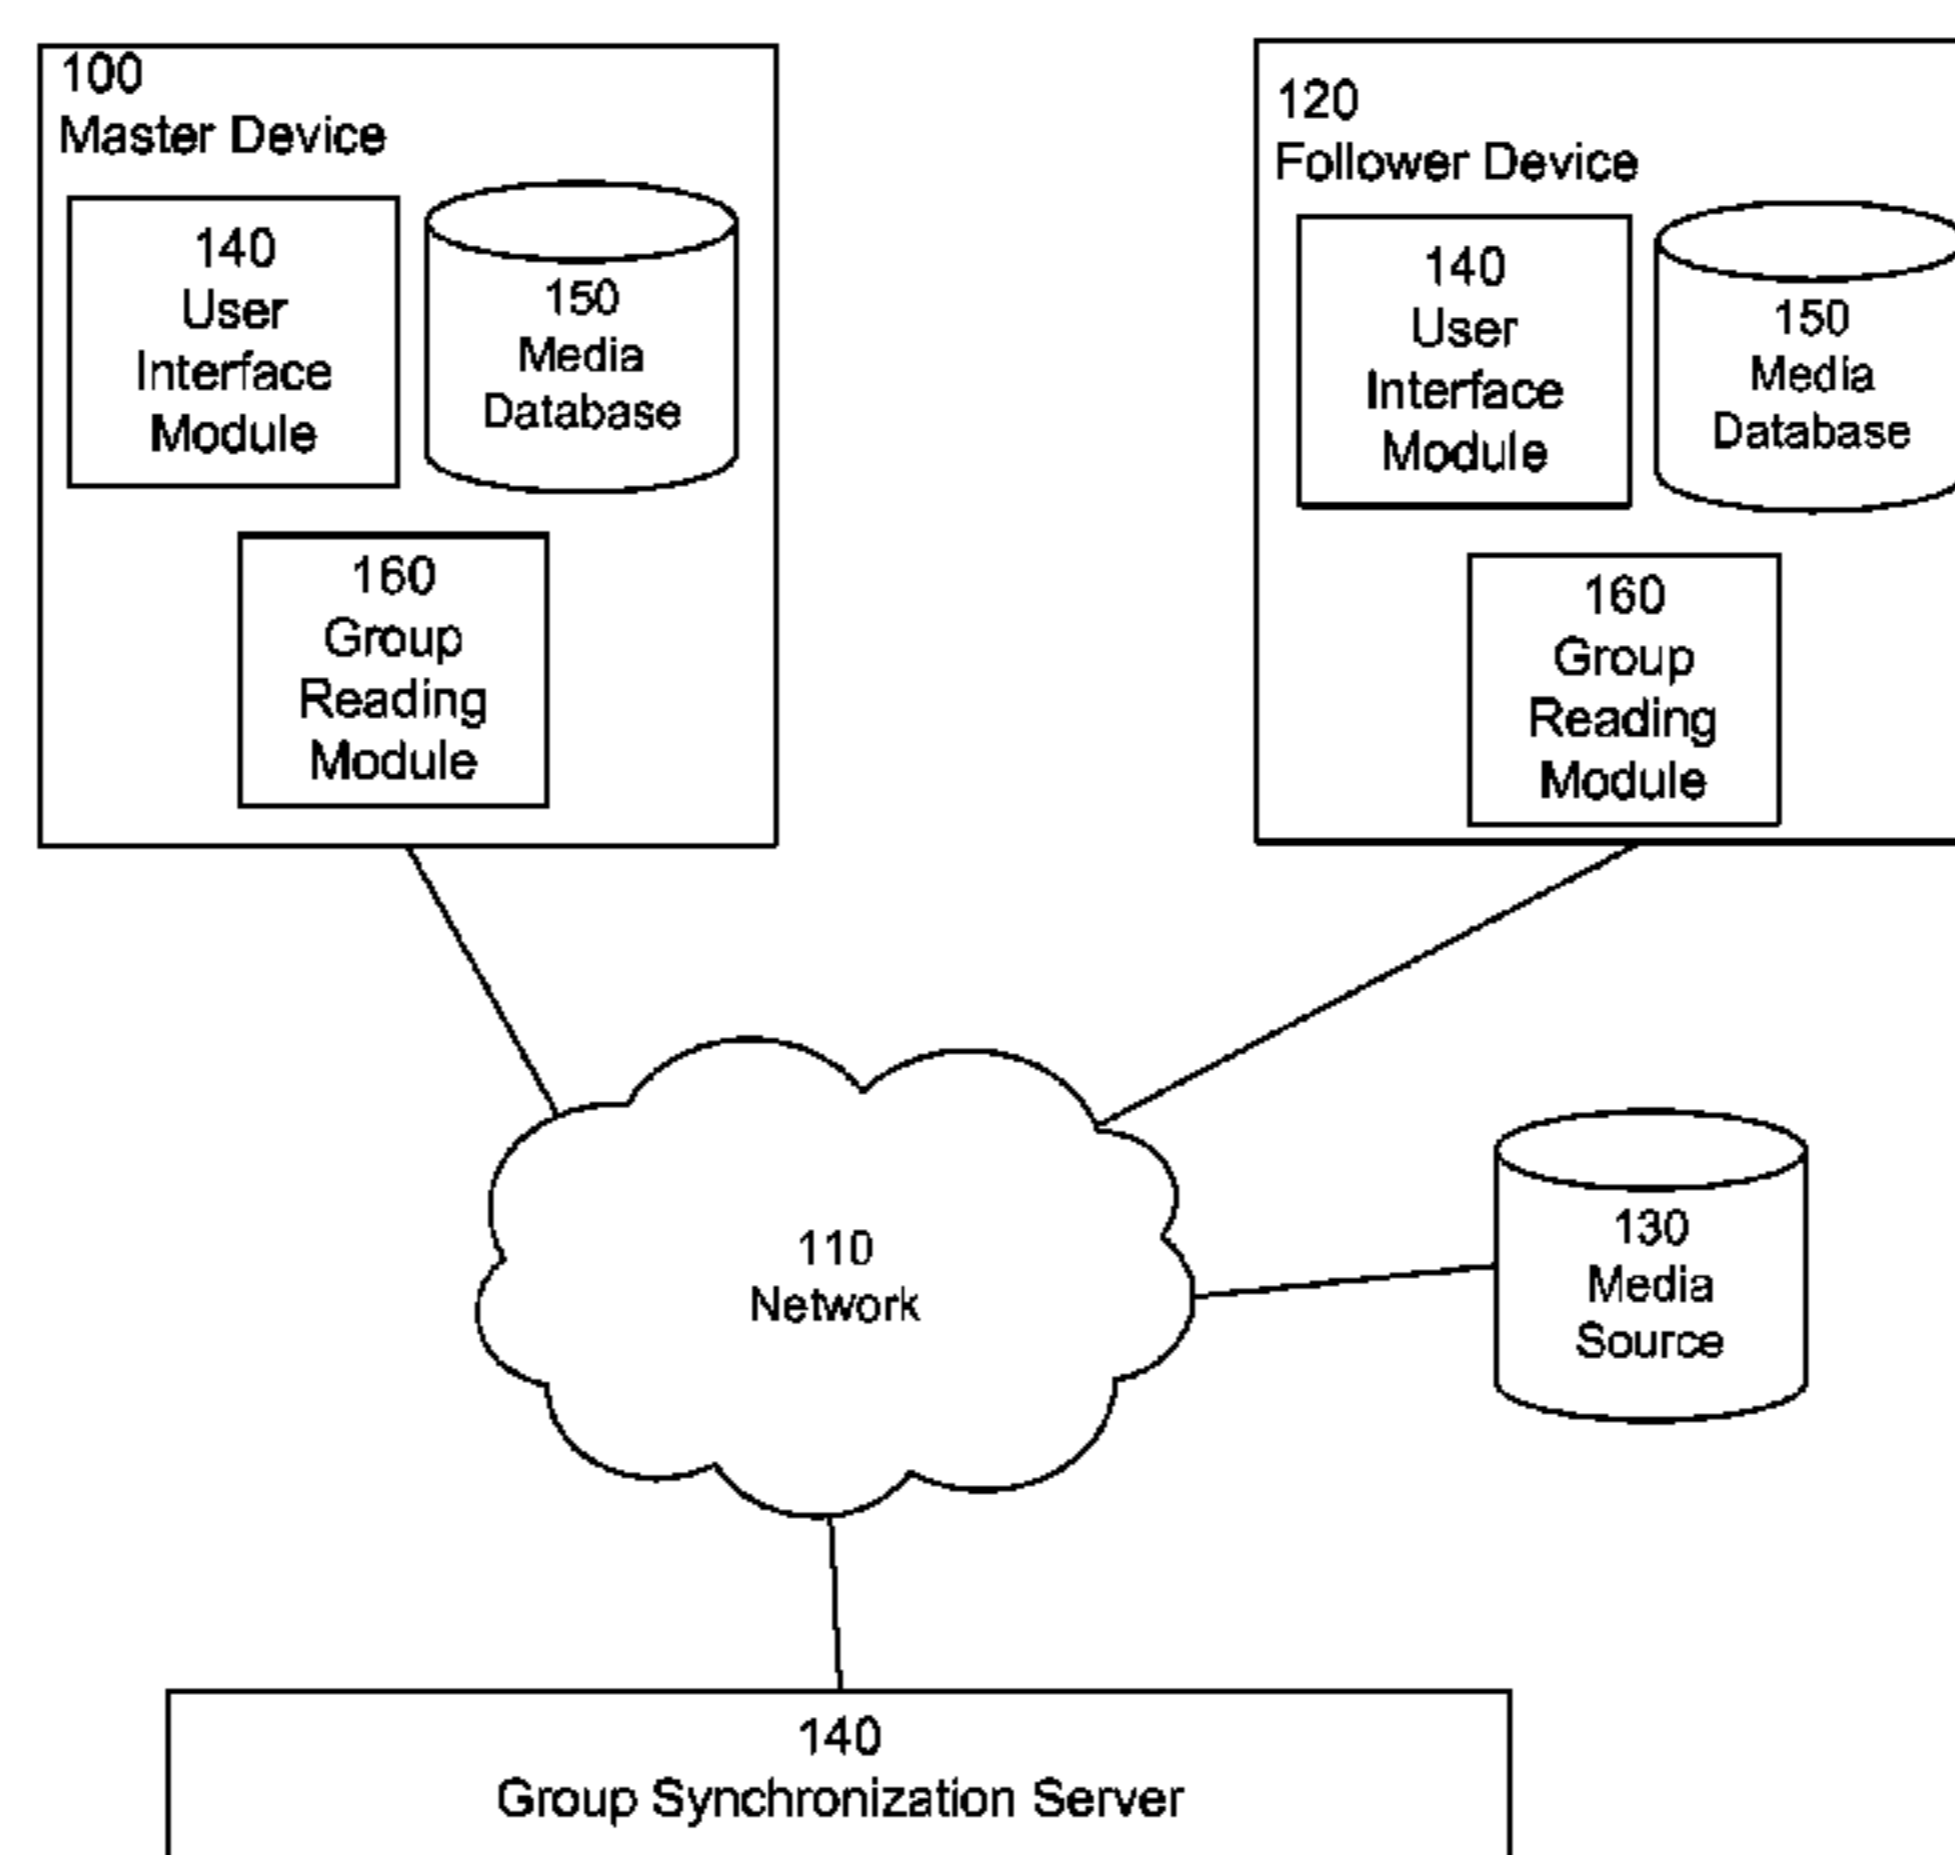 100
Master Device
140
User
Interface
Module
150
Media
Database
160
Group
Reading
Module
120
Follower Device
140
User
Interface
Module
150
Media
Database
160
Group
Reading
Module
110
Network
130
Media
Source
140
Group Synchronization Server